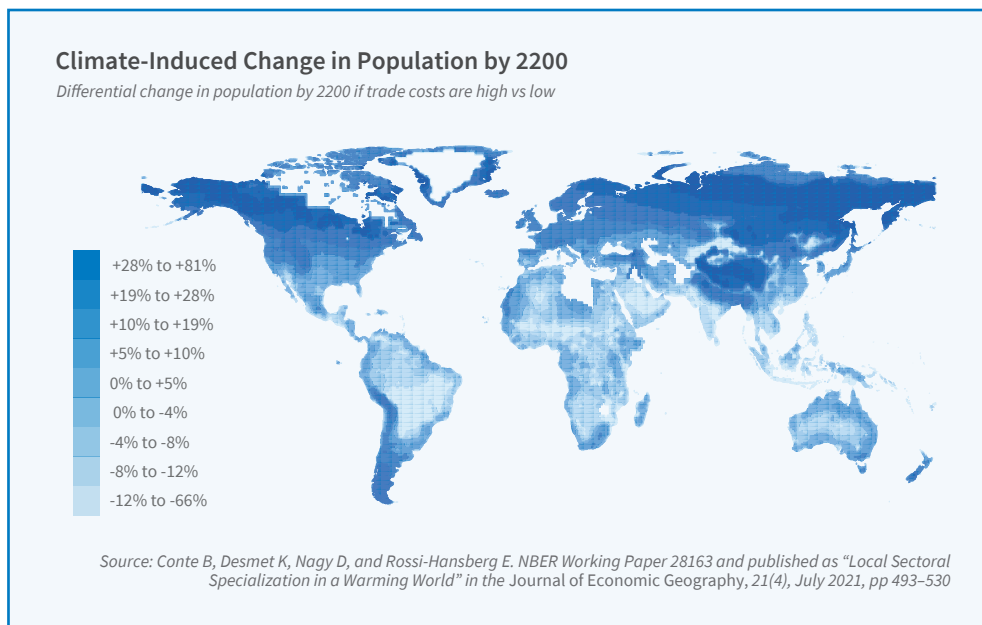 Climate-Induced Change in Population by 2200
Differential change in population by 2200 if trade costs are high vs low
+28% to +81%
+19% to +28%
+10% to +19%
+5% to +10%
0% to +5%
0% to -4%
-4% to -8%
-8% to -12%
-12% to -66%
Source: Conte B, Desmet K, Nagy D, and Rossi-Hansberg E. NBER Working Paper 28163 and published as “Local Sectoral
Specialization in a Warming World” in the Journal of Economic Geography, 21(4), July 2021, pp 493–530